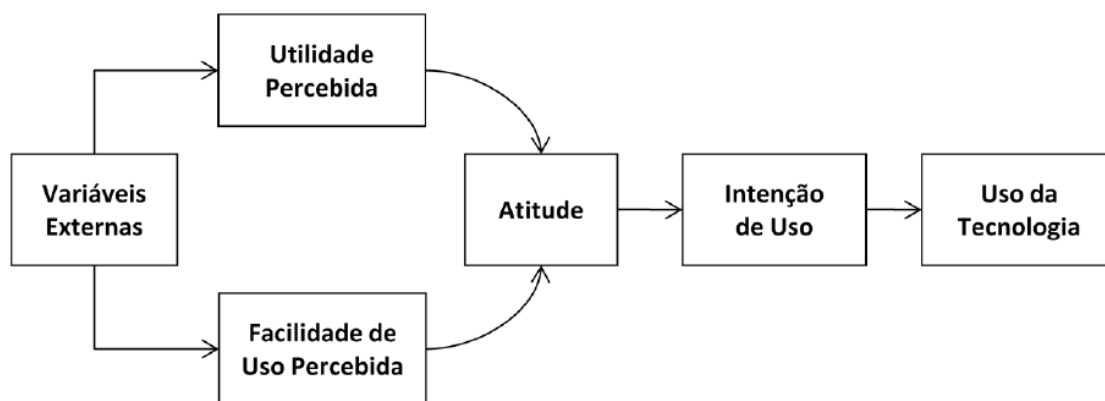 Utilidade
Percebida
Variáveis
Externas
Atitude
Intenção
de Uso
Uso da
Tecnologia
Facilidade de
Uso Percebida